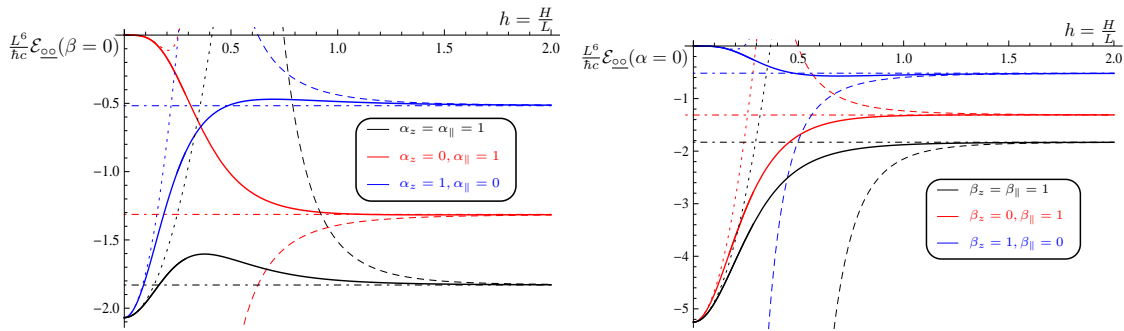 h = H/L
L⁶/ħc ℰ_○○(β = 0)
0.5 1.0 1.5 2.0
-0.5
-1.0
-1.5
-2.0
α_z = α_∥ = 1
α_z = 0, α_∥ = 1
α_z = 1, α_∥ = 0
h = H/L
L⁶/ħc ℰ_○○(α = 0)
0.5 1.0 1.5 2.0
-1
-2
-3
-4
-5
β_z = β_∥ = 1
β_z = 0, β_∥ = 1
β_z = 1, β_∥ = 0